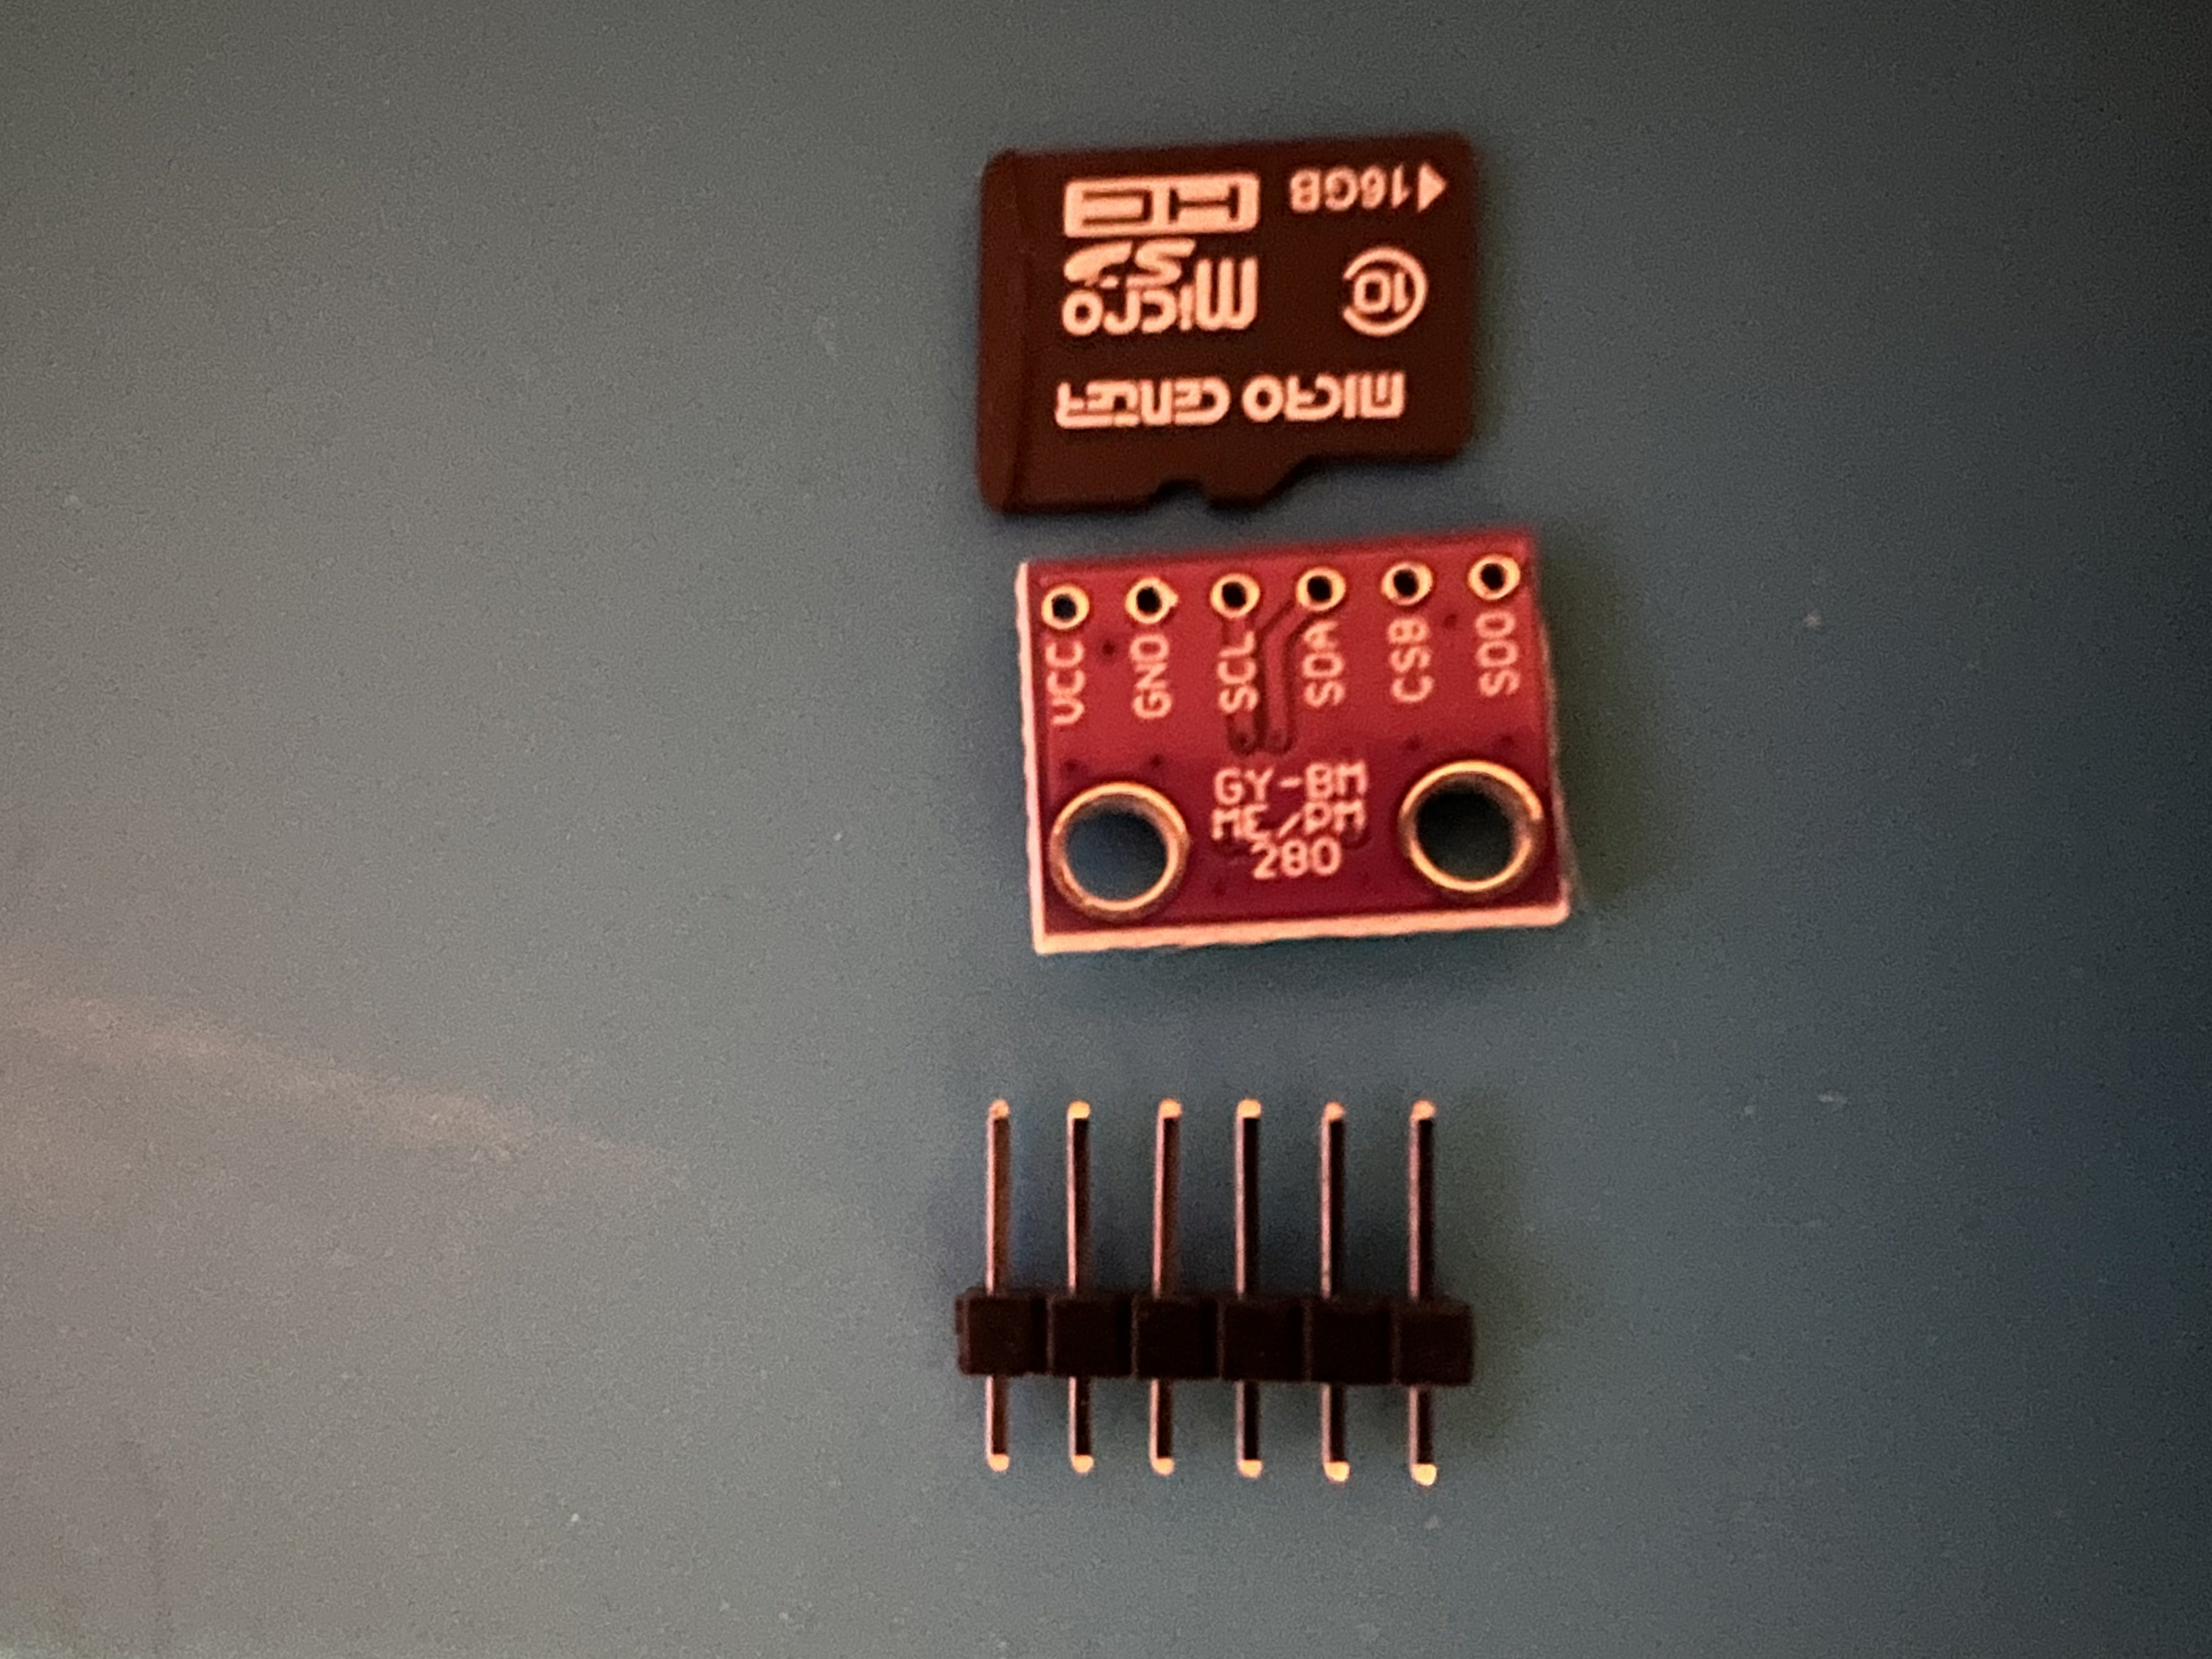 VCC
GND
SCL
SDA
CSB
SDO
GY-BM
ME/PM
280
MICRO CENTER
micro
SD
HC
10
16GB